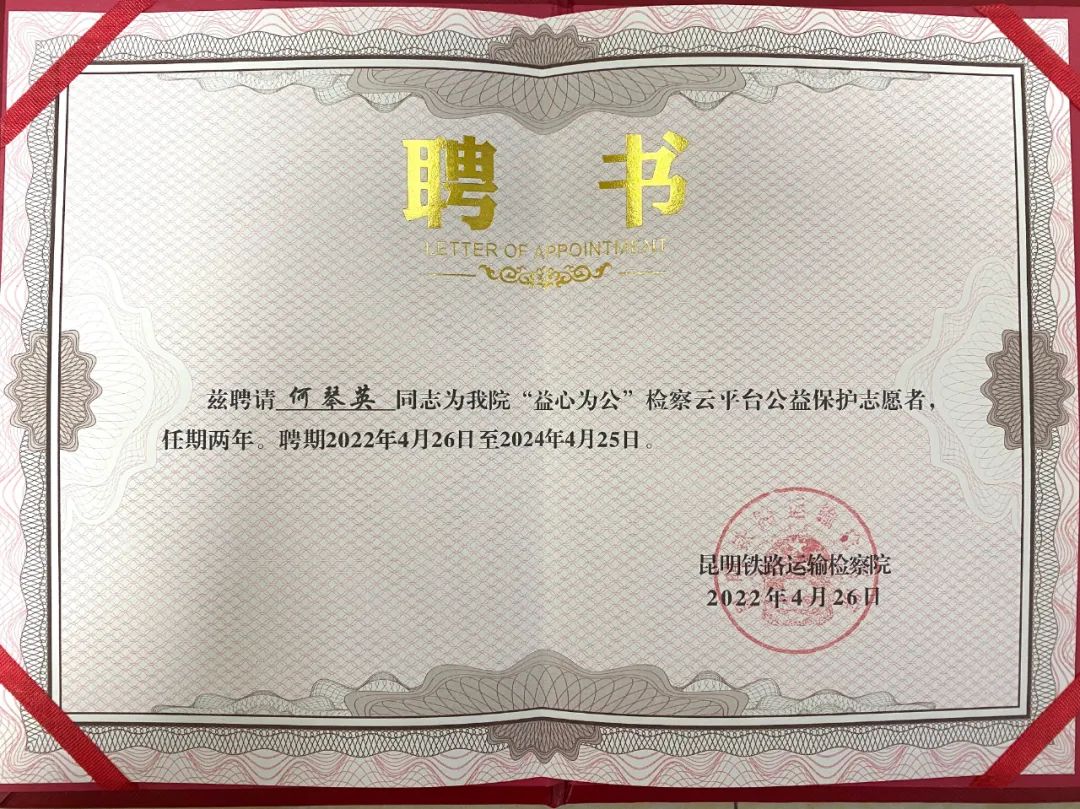 聘 书
LETTER OF APPOINTMENT
兹聘请 何琴英 同志为我院“益心为公”检察云平台公益保护志愿者，
任期两年。聘期2022年4月26日至2024年4月25日。
昆明铁路运输检察院
2022年4月26日